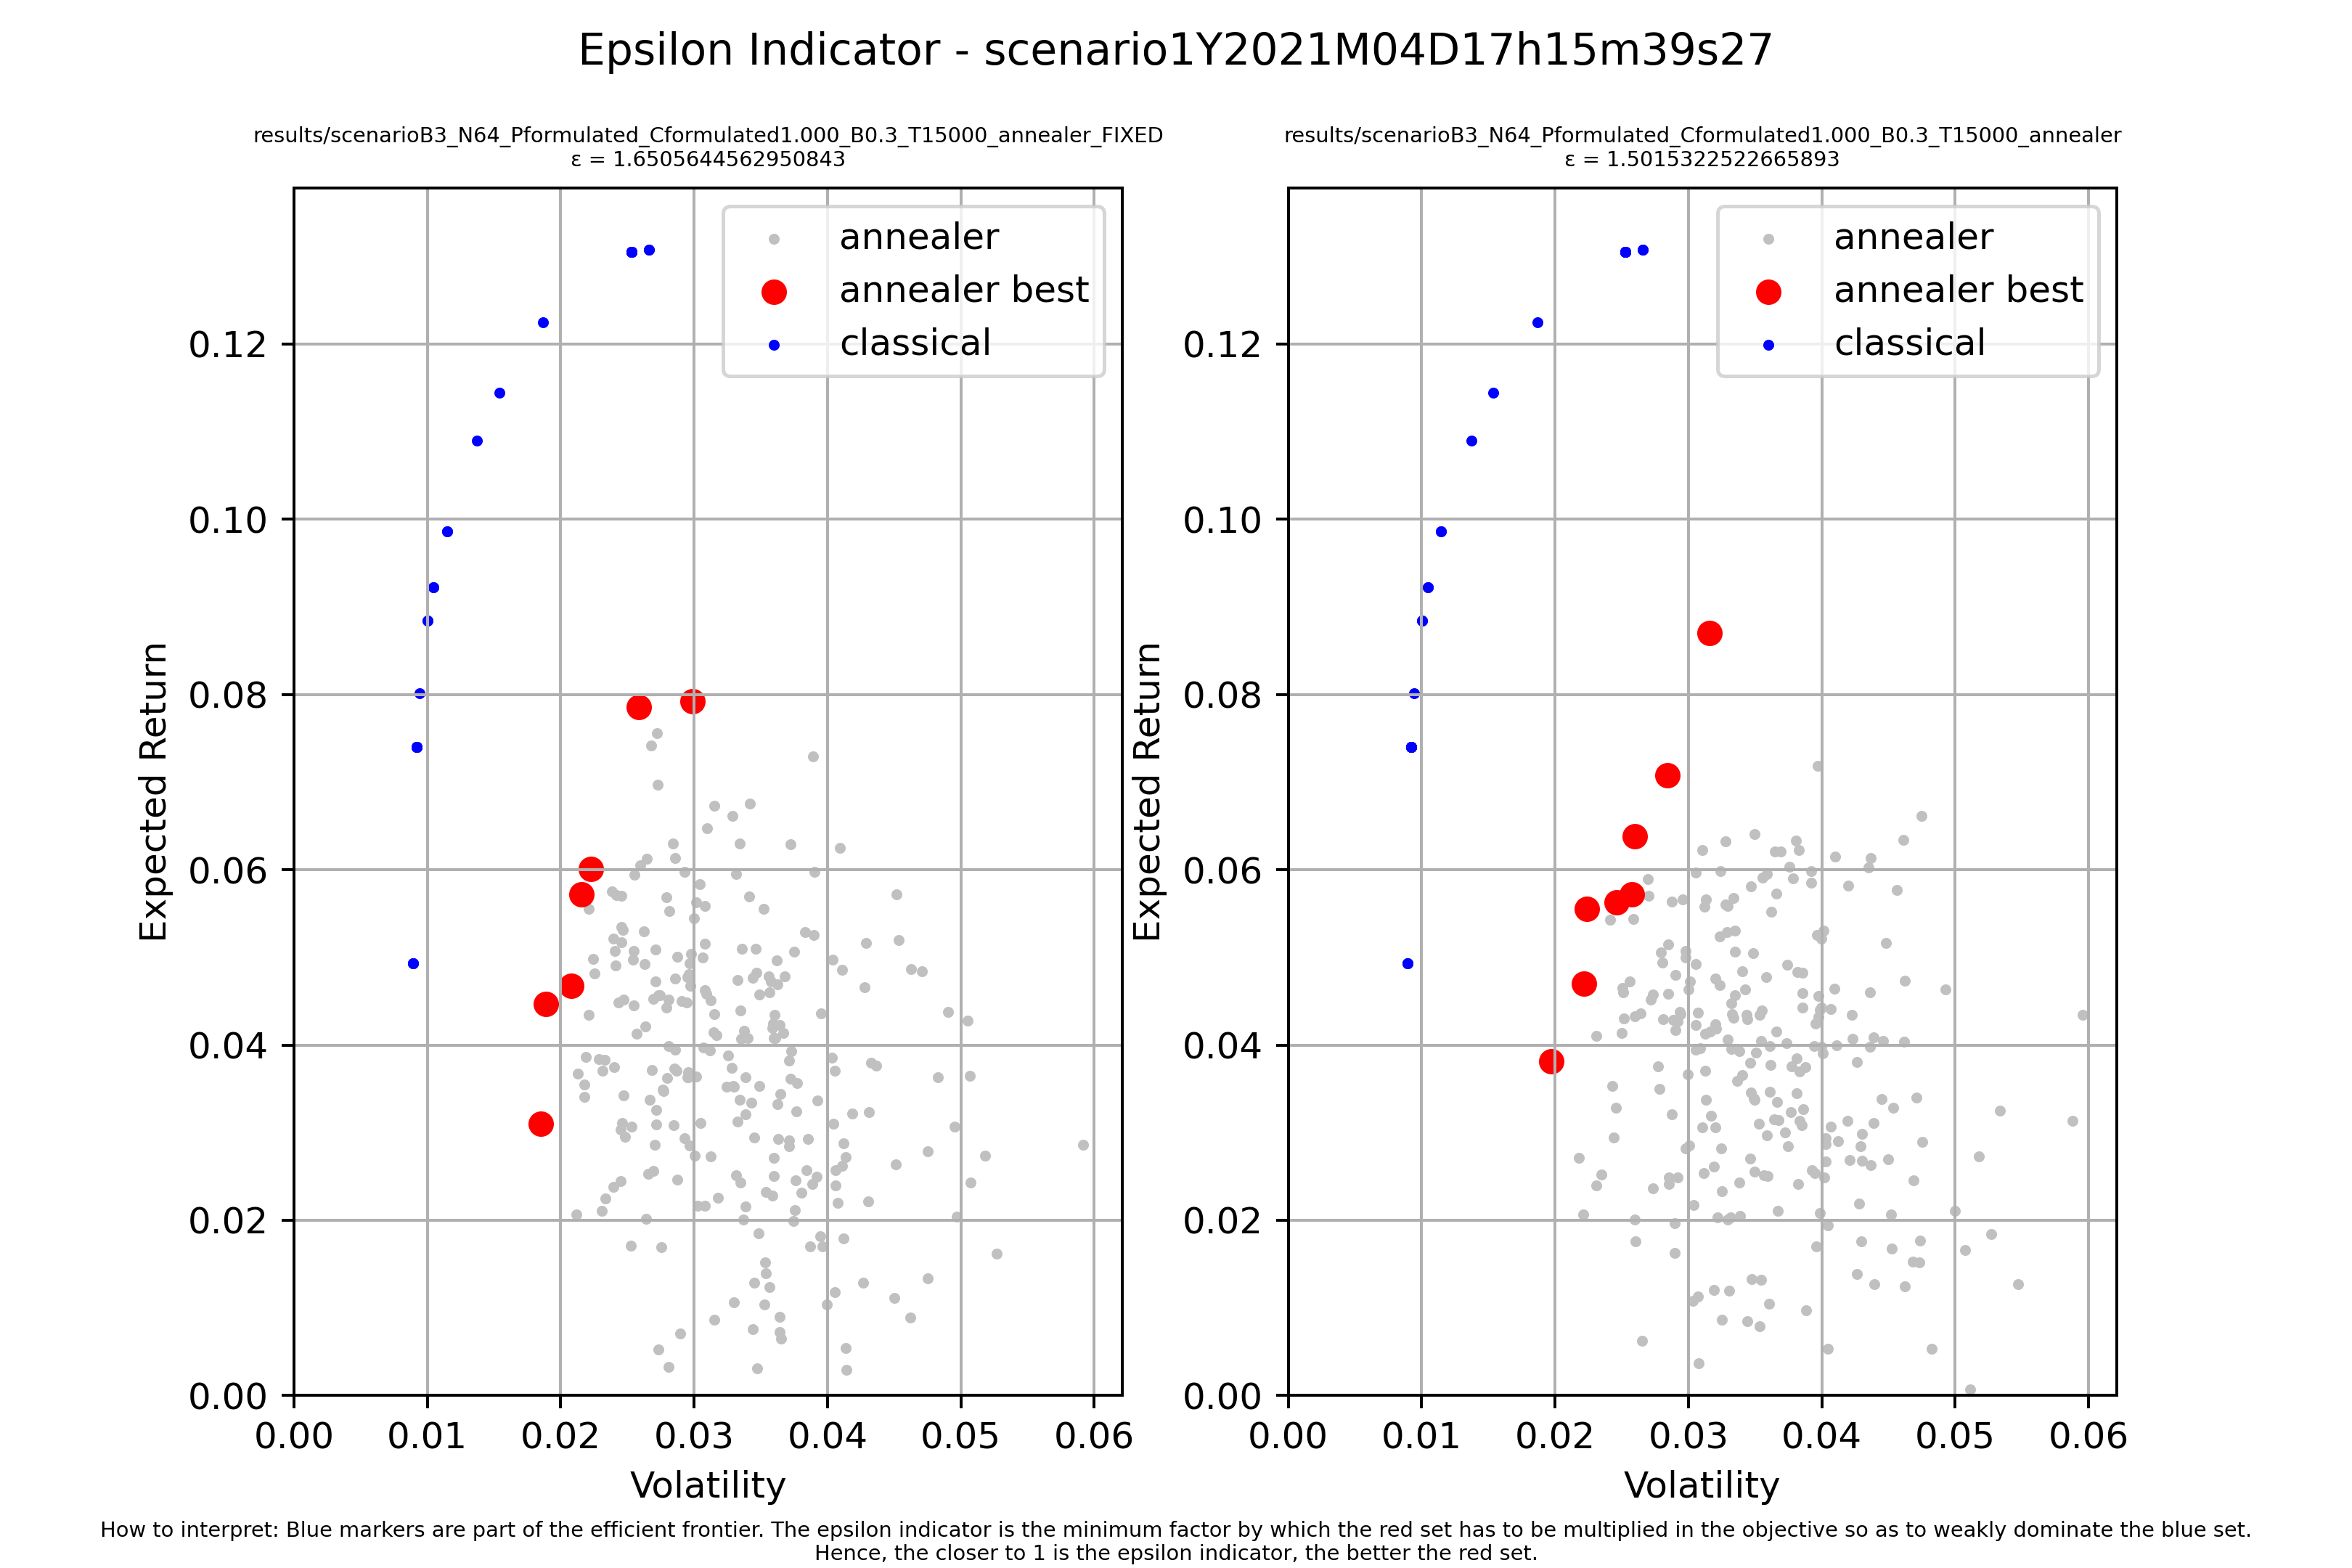 Epsilon Indicator - scenario1Y2021M04D17h15m39s27
results/scenarioB3_N64_Pformulated_Cformulated1.000_B0.3_T15000_annealer_FIXED
ε = 1.6505644562950843
annealer
annealer best
classical
0.12
0.10
0.08
0.06
0.04
0.02
0.00
Expected Return
0.00 0.01 0.02 0.03 0.04 0.05 0.06
Volatility
results/scenarioB3_N64_Pformulated_Cformulated1.000_B0.3_T15000_annealer
ε = 1.5015322522665893
annealer
annealer best
classical
0.12
0.10
0.08
0.06
0.04
0.02
0.00
Expected Return
0.00 0.01 0.02 0.03 0.04 0.05 0.06
Volatility
How to interpret: Blue markers are part of the efficient frontier. The epsilon indicator is the minimum factor by which the red set has to be multiplied in the objective so as to weakly dominate the blue set.
Hence, the closer to 1 is the epsilon indicator, the better the red set.